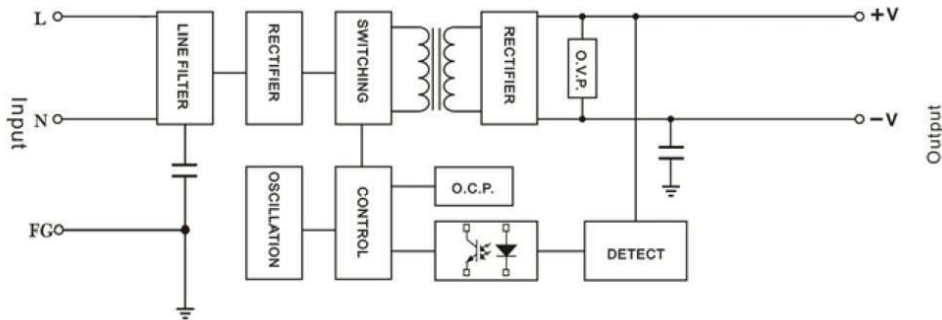 L
N
FG
Input
LINE FILTER
RECTIFIER
SWITCHING
RECTIFIER
O.V.P.
+V
-V
Output
OSCILLATION
CONTROL
O.C.P.
DETECT